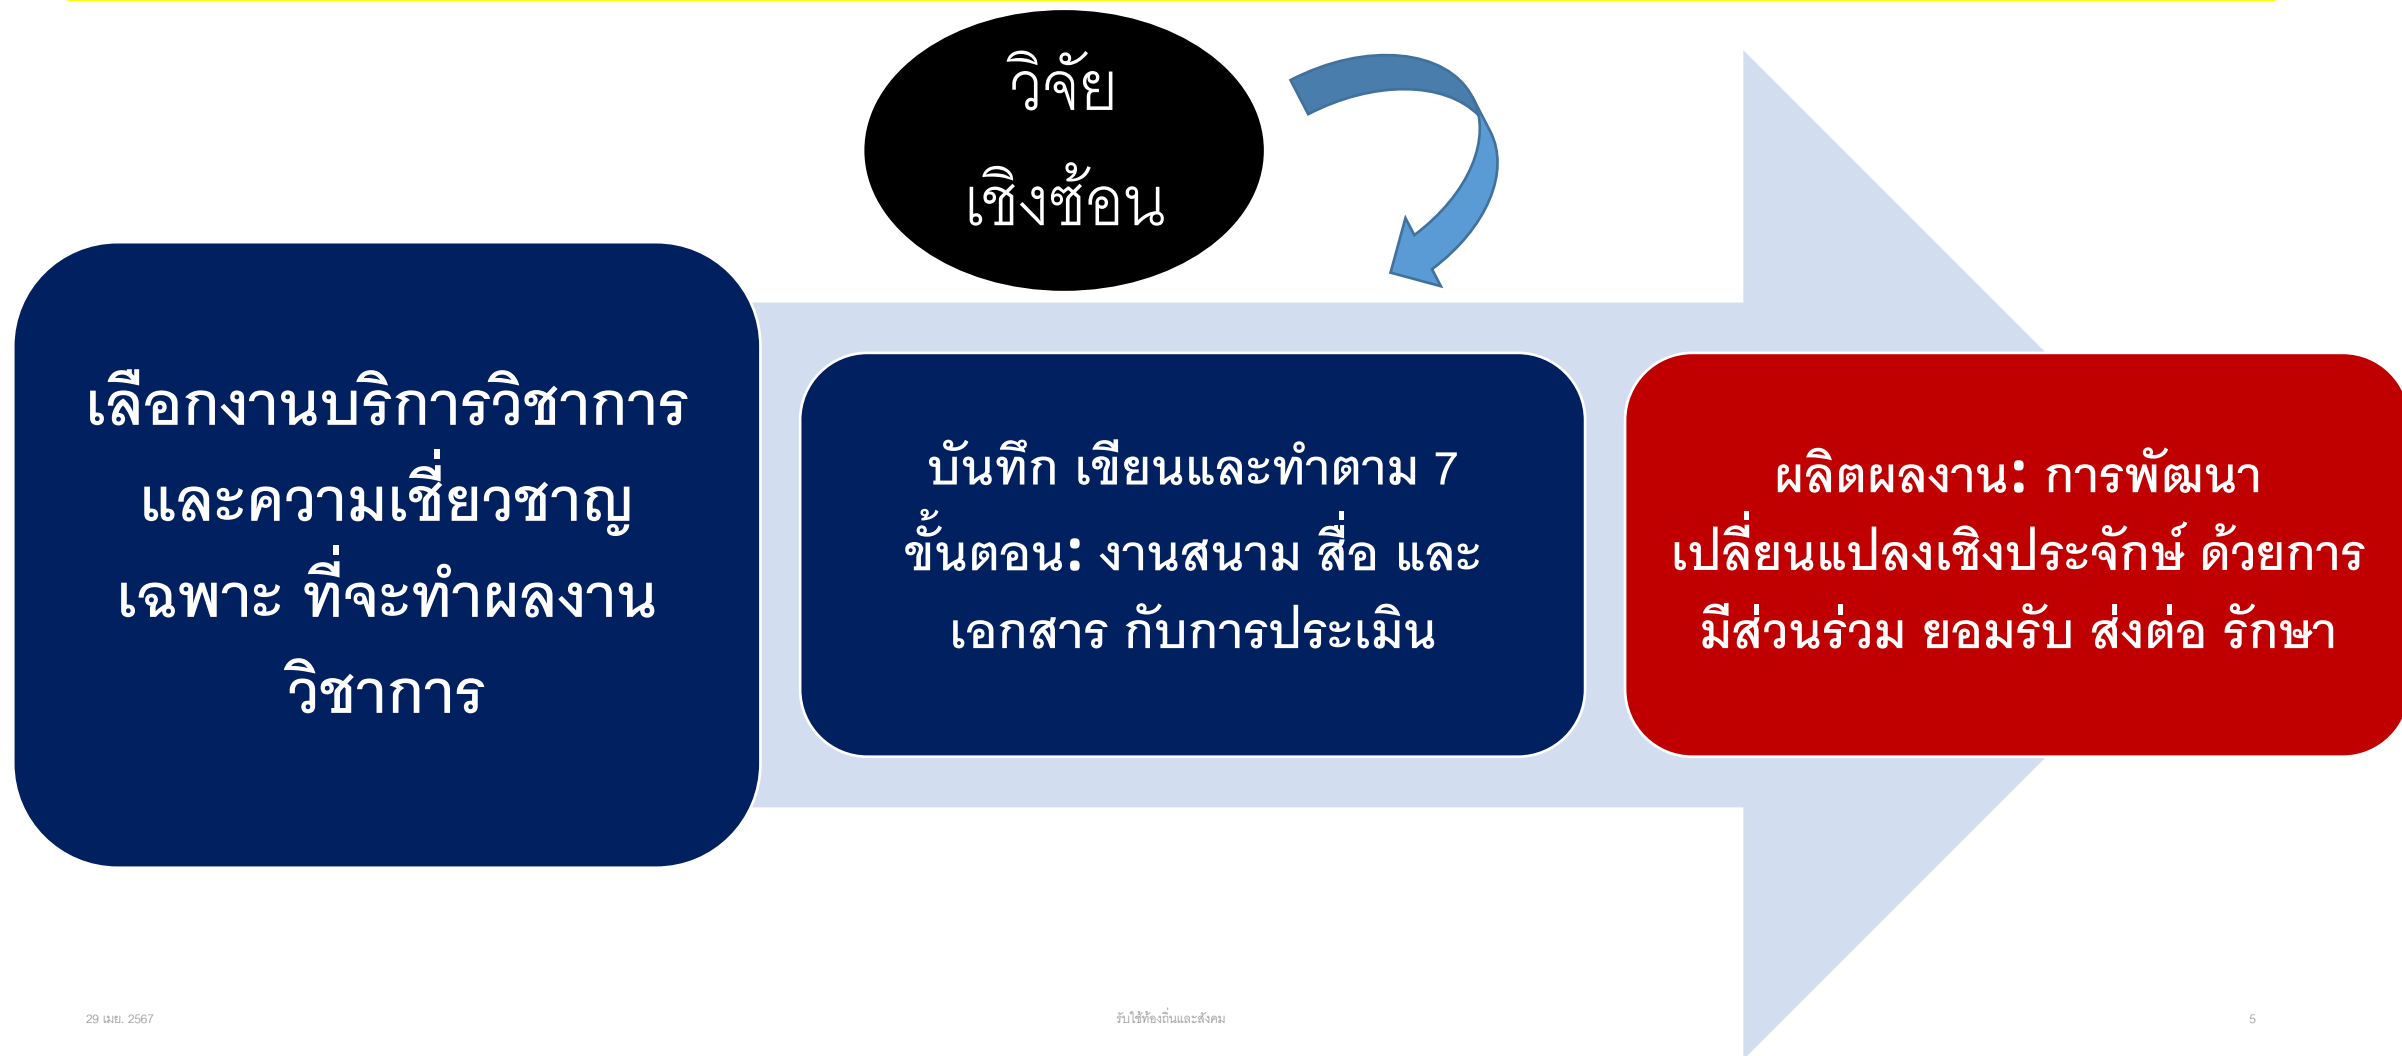 วิจัย
เชิงซ้อน
เลือกงานบริการวิชาการ
และความเชี่ยวชาญ
เฉพาะ ที่จะทำผลงาน
วิชาการ
บันทึก เขียนและทำตาม 7
ขั้นตอน: งานสนาม สื่อ และ
เอกสาร กับการประเมิน
ผลิตผลงาน: การพัฒนา
เปลี่ยนแปลงเชิงประจักษ์ ด้วยการ
มีส่วนร่วม ยอมรับ ส่งต่อ รักษา
29 เมย. 2567
รับใช้ท้องถิ่นและสังคม
5